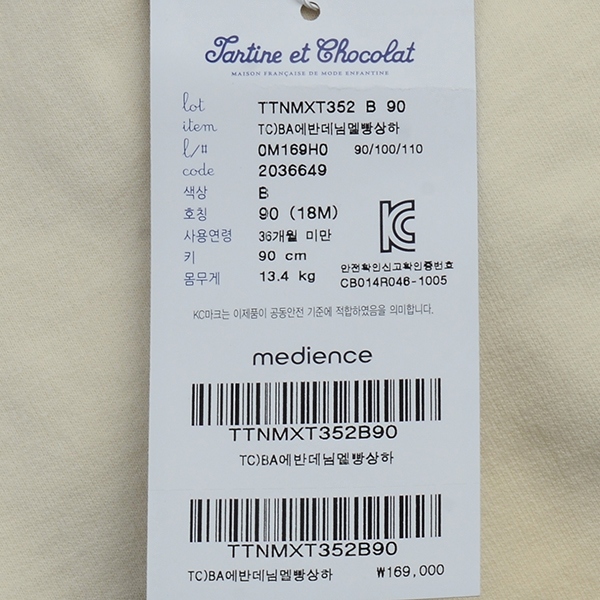 Tartine et Chocolat
MAISON FRANÇAISE DE MODE ENFANTINE
lot TTNMXT352 B 90
item TC)BA에반데님멜빵상하
l/# 0M169H0 90/100/110
code 2036649
색상 B
호칭 90 (18M)
사용연령 36개월 미만
키 90 cm
몸무게 13.4 kg
안전확인신고확인증번호
CB014R046-1005
KC마크는 이제품이 공동안전 기준에 적합하였음을 의미합니다.
medience
TTNMXT352B90
TC)BA에반데님멜빵상하
TTNMXT352B90
TC)BA에반데님멜빵상하 ₩169,000